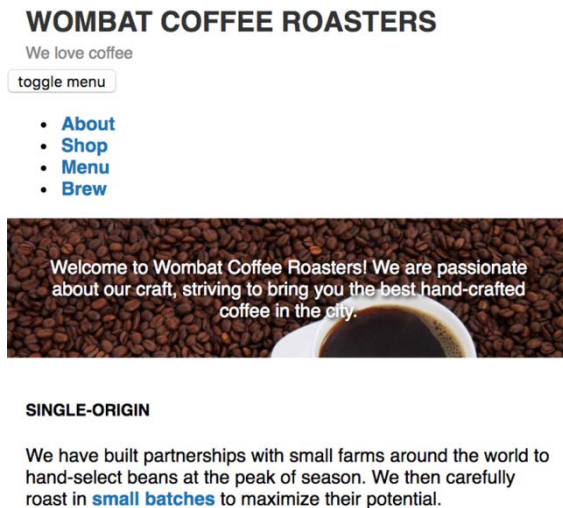 WOMBAT COFFEE ROASTERS
We love coffee
toggle menu
About
Shop
Menu
Brew
Welcome to Wombat Coffee Roasters! We are passionate
about our craft, striving to bring you the best hand-crafted
coffee in the city.
SINGLE-ORIGIN
We have built partnerships with small farms around the world to
hand-select beans at the peak of season. We then carefully
roast in small batches to maximize their potential.